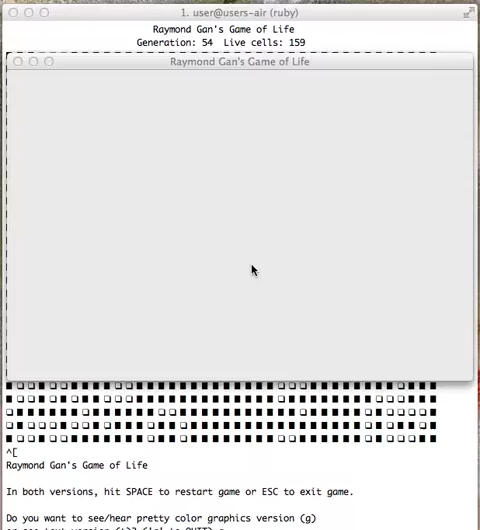 1. user@users-air (ruby)
Raymond Gan's Game of Life
Generation: 54  Live cells: 159
Raymond Gan's Game of Life
^[
Raymond Gan's Game of Life
In both versions, hit SPACE to restart game or ESC to exit game.
Do you want to see/hear pretty color graphics version (g)